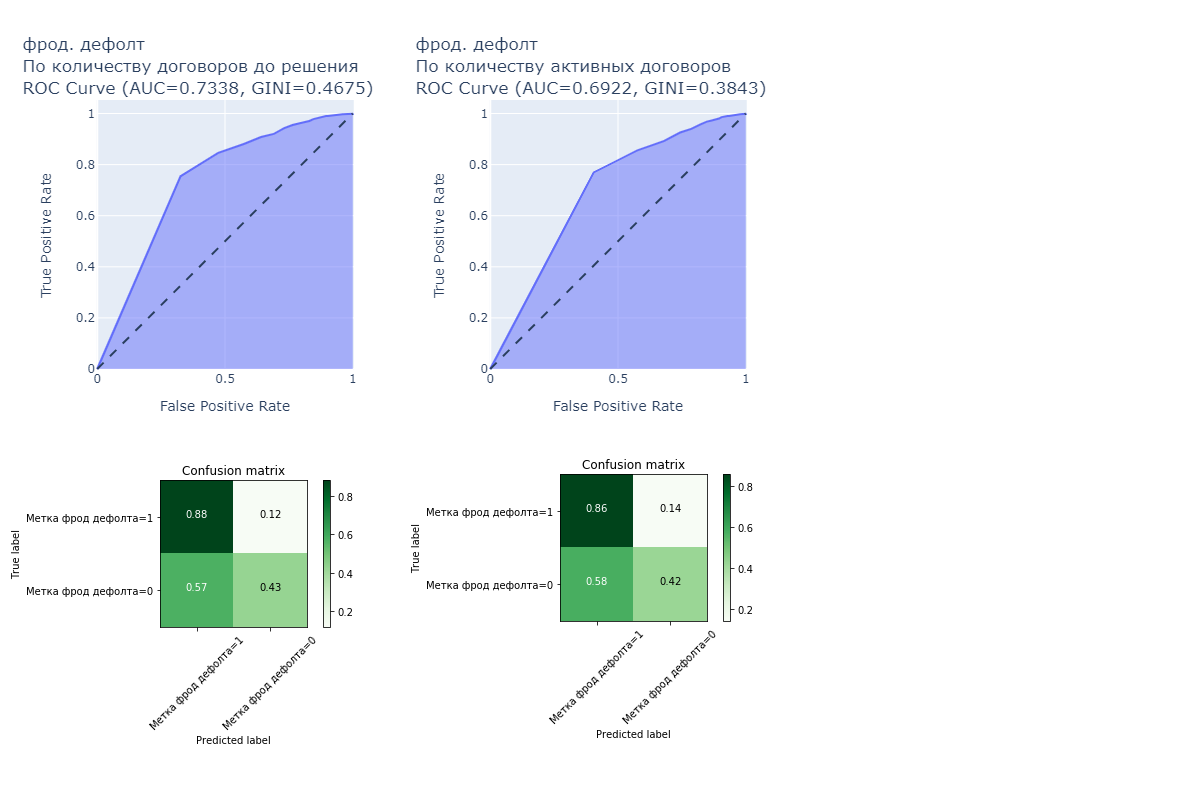 фрод. дефолт
По количеству договоров до решения
ROC Curve (AUC=0.7338, GINI=0.4675)
1
0.8
0.6
0.4
0.2
0
True Positive Rate
0
0.5
1
False Positive Rate
фрод. дефолт
По количеству активных договоров
ROC Curve (AUC=0.6922, GINI=0.3843)
1
0.8
0.6
0.4
0.2
0
True Positive Rate
0
0.5
1
False Positive Rate
Confusion matrix
True label
Метка фрод дефолта=1
Метка фрод дефолта=0
0.88
0.12
0.57
0.43
0.8
0.6
0.4
0.2
Метка фрод дефолта=1
Метка фрод дефолта=0
Predicted label
Confusion matrix
True label
Метка фрод дефолта=1
Метка фрод дефолта=0
0.86
0.14
0.58
0.42
0.8
0.6
0.4
0.2
Метка фрод дефолта=1
Метка фрод дефолта=0
Predicted label